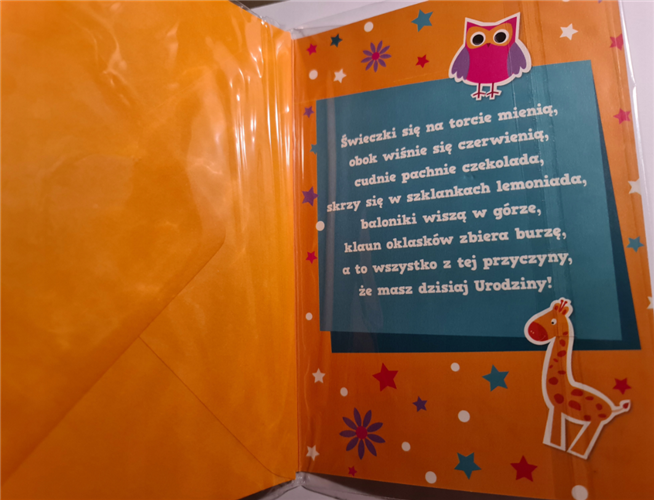 Świeczki się na torcie mienią,
obok wiśnie się czerwienią,
cudnie pachnie czekolada,
skrzy się w szklankach lemoniada,
baloniki wiszą w górze,
klaun oklasków zbiera burzę,
a to wszystko z tej przyczyny,
że masz dzisiaj Urodziny!